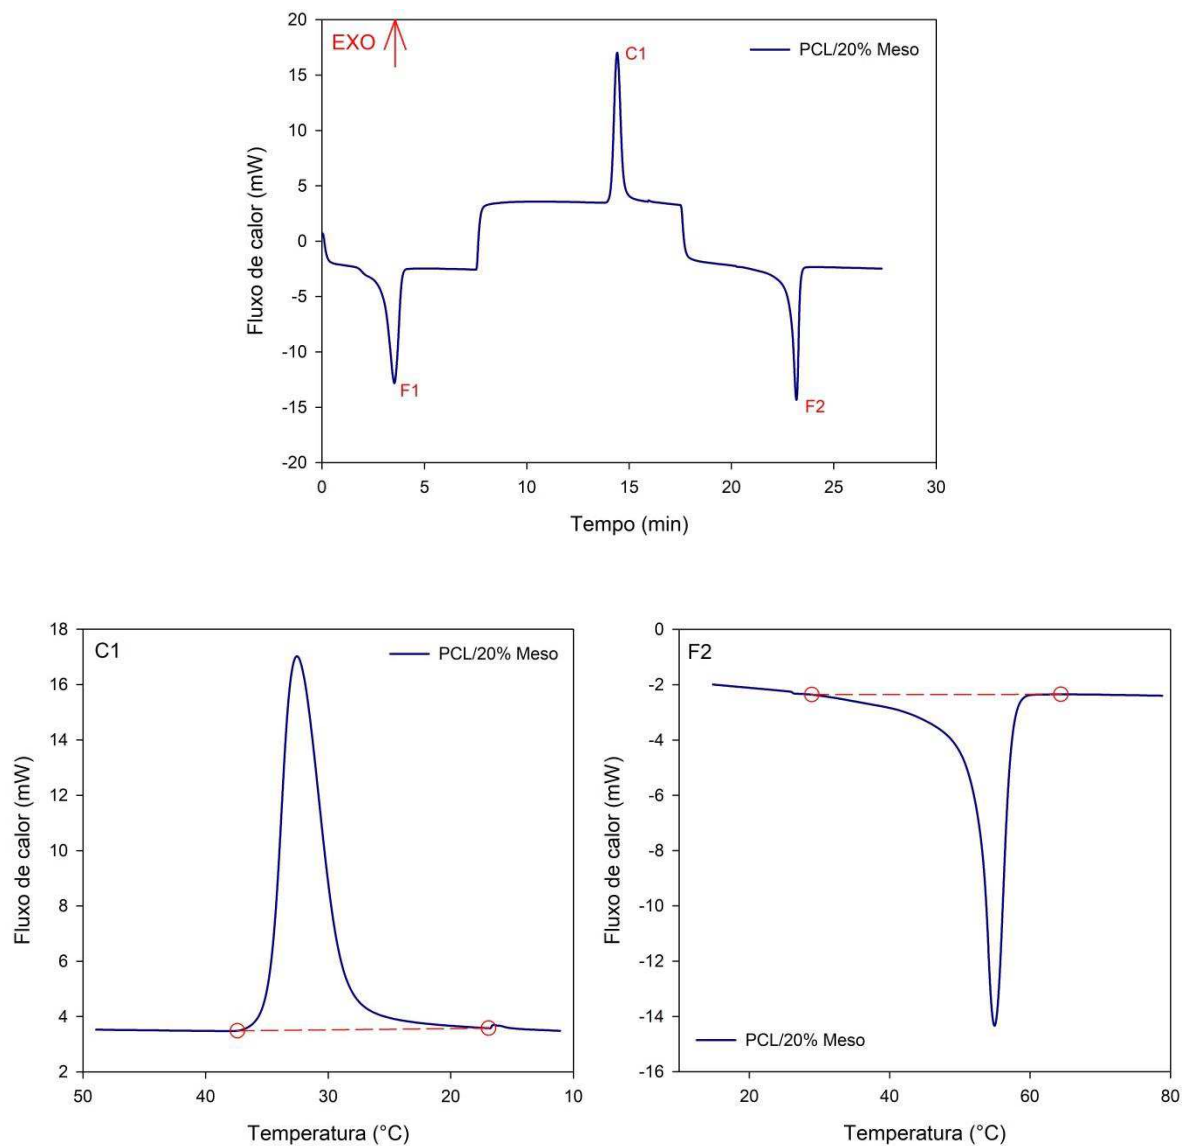 20
15
10
5
0
-5
-10
-15
-20
EXO
PCL/20% Meso
C1
F1
F2
Fluxo de calor (mW)
0 5 10 15 20 25 30
Tempo (min)
18
16
14
12
10
8
6
4
2
C1
PCL/20% Meso
Fluxo de calor (mW)
50 40 30 20 10
Temperatura (°C)
0
-2
-4
-6
-8
-10
-12
-14
-16
F2
PCL/20% Meso
Fluxo de calor (mW)
20 40 60 80
Temperatura (°C)